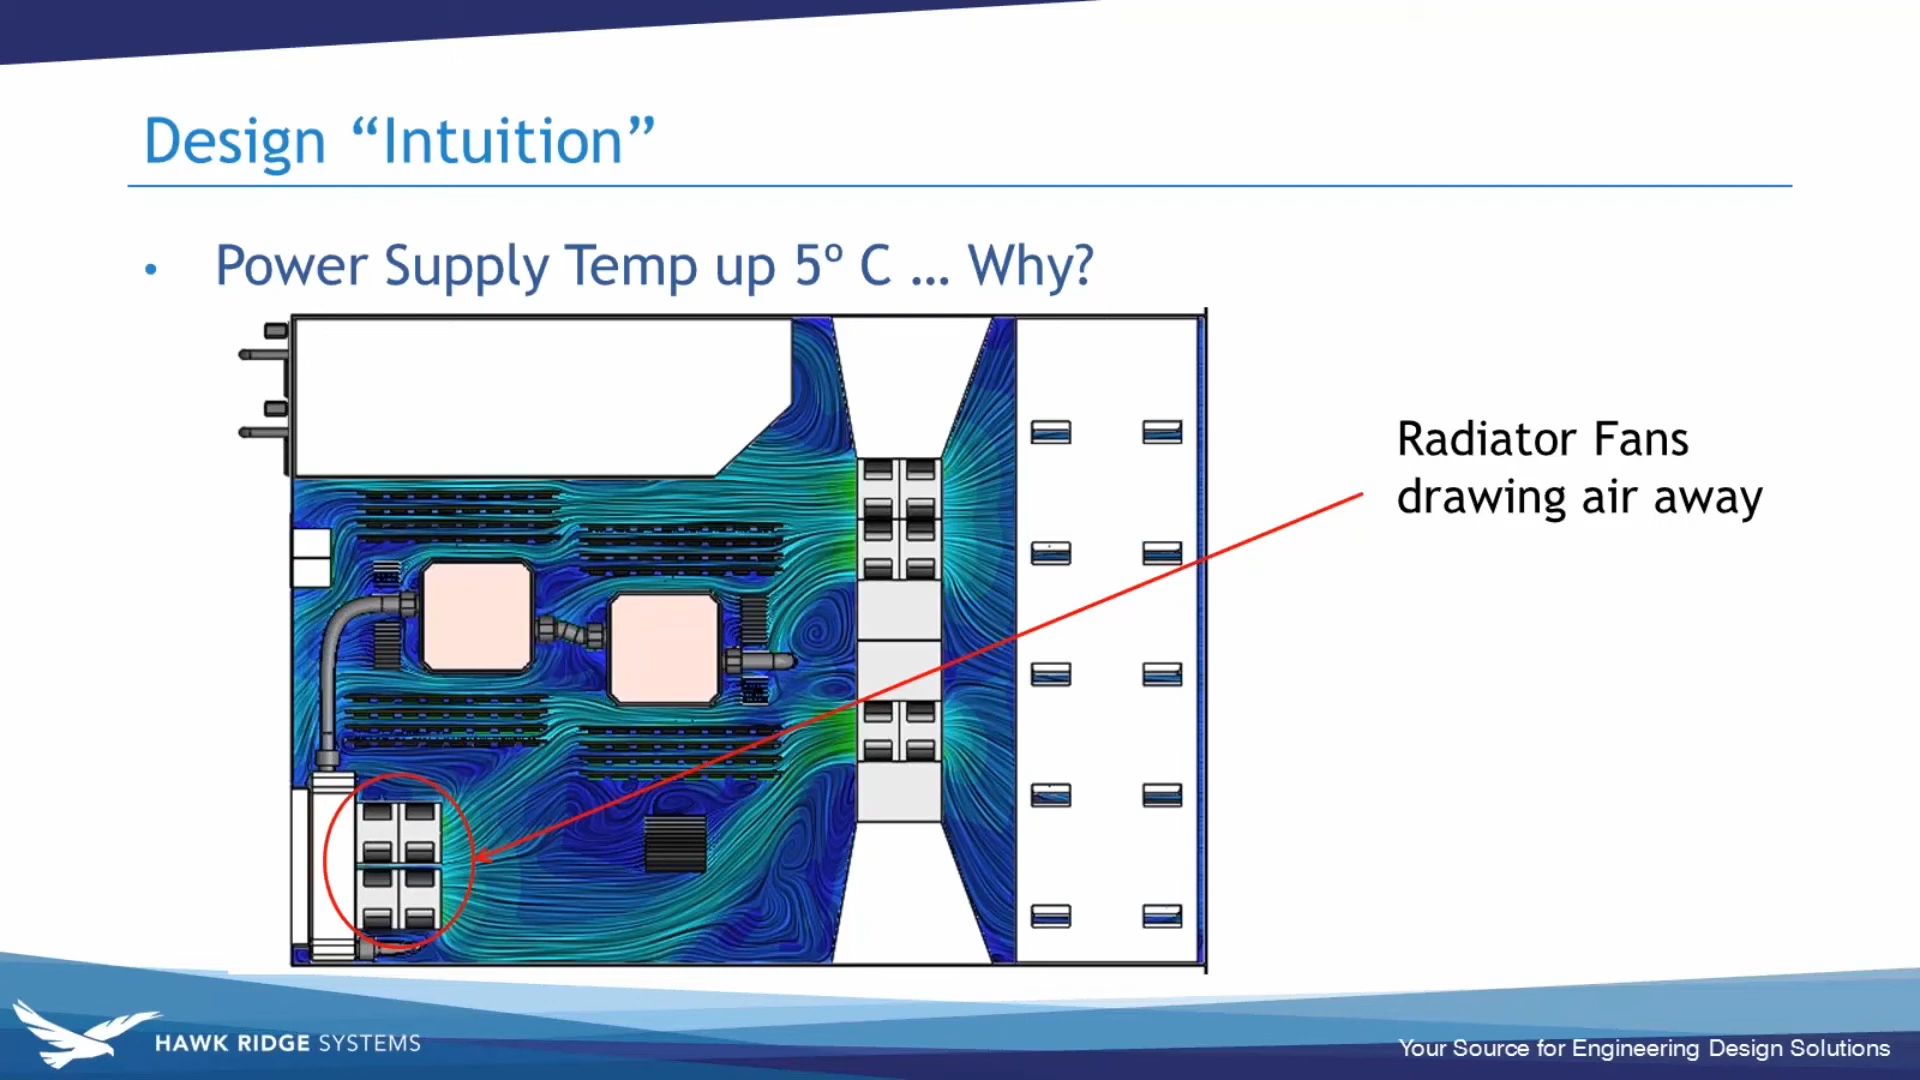 Design “Intuition”
• Power Supply Temp up 5º C … Why?
Radiator Fans
drawing air away
HAWK RIDGE SYSTEMS
Your Source for Engineering Design Solutions